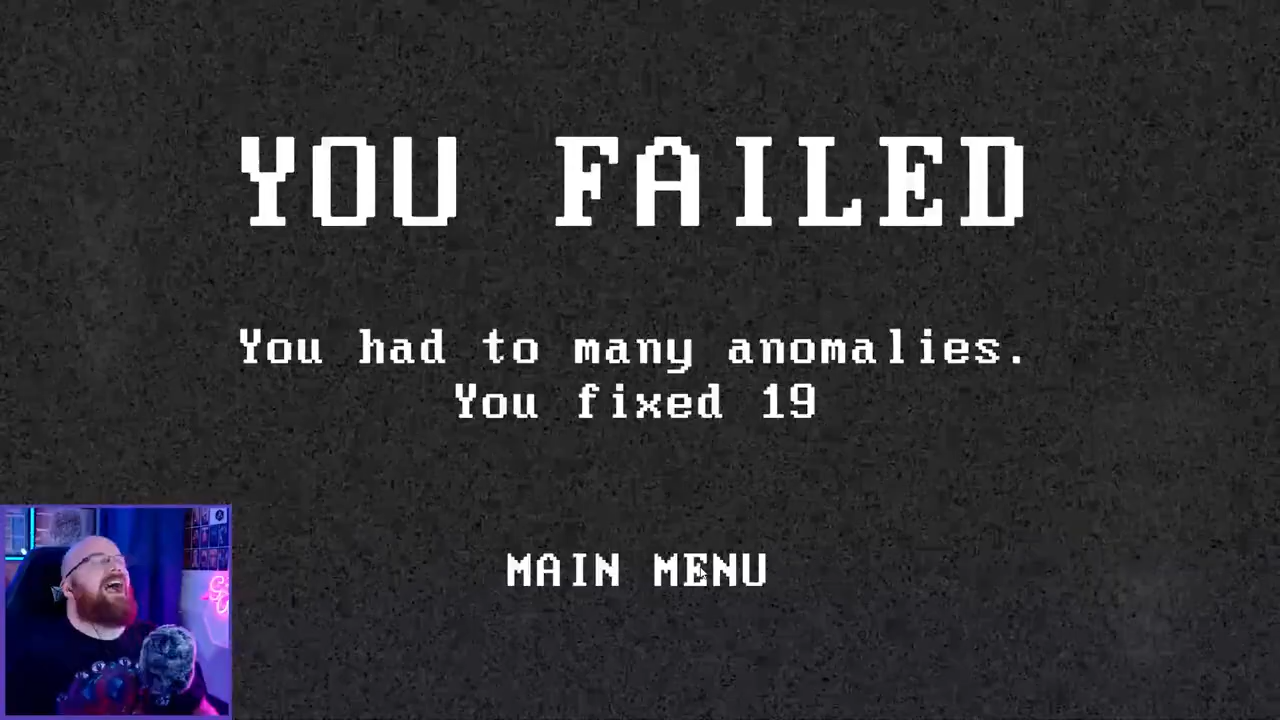 YOU FAILED
You had to many anomalies.
You fixed 19
MAIN MENU